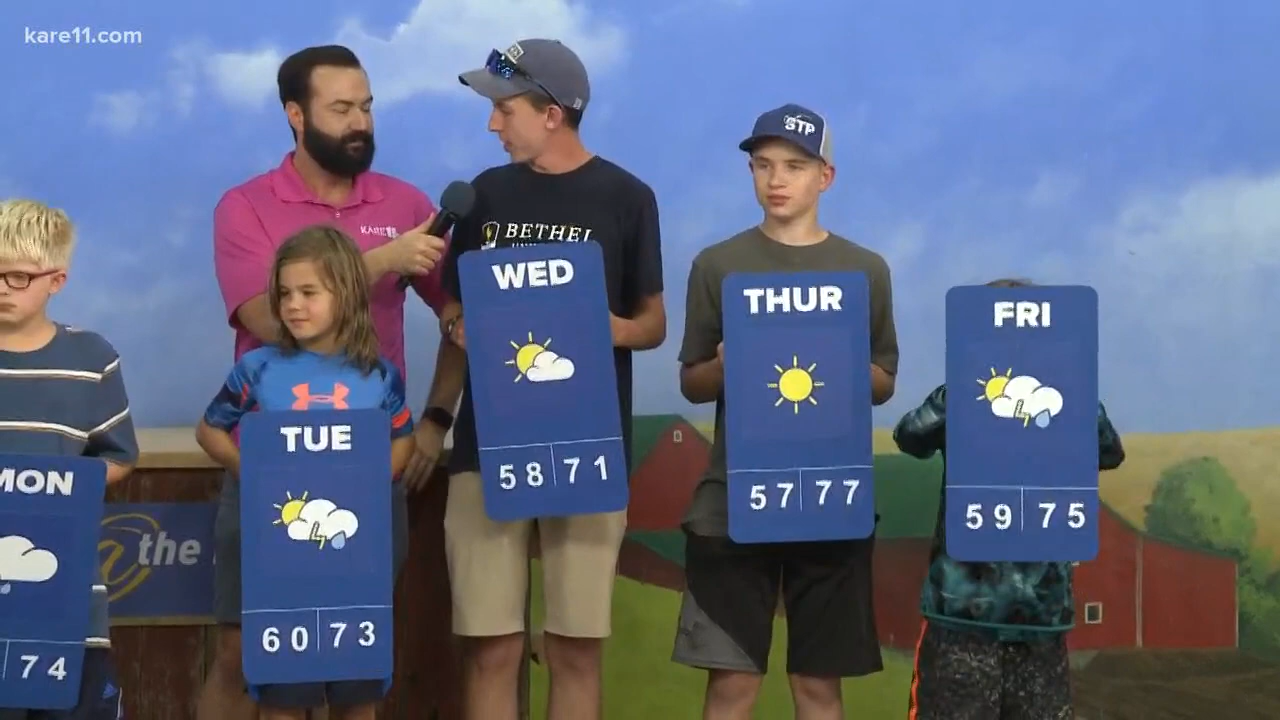 kare11.com
STP
KARE 11
BETHEL
WED
58 71
THUR
57 77
FRI
59 75
TUE
60 73
MON
74
the